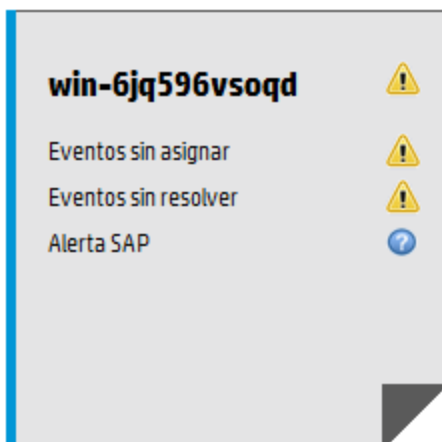 win-6jq596vsoqd
Eventos sin asignar
Eventos sin resolver
Alerta SAP